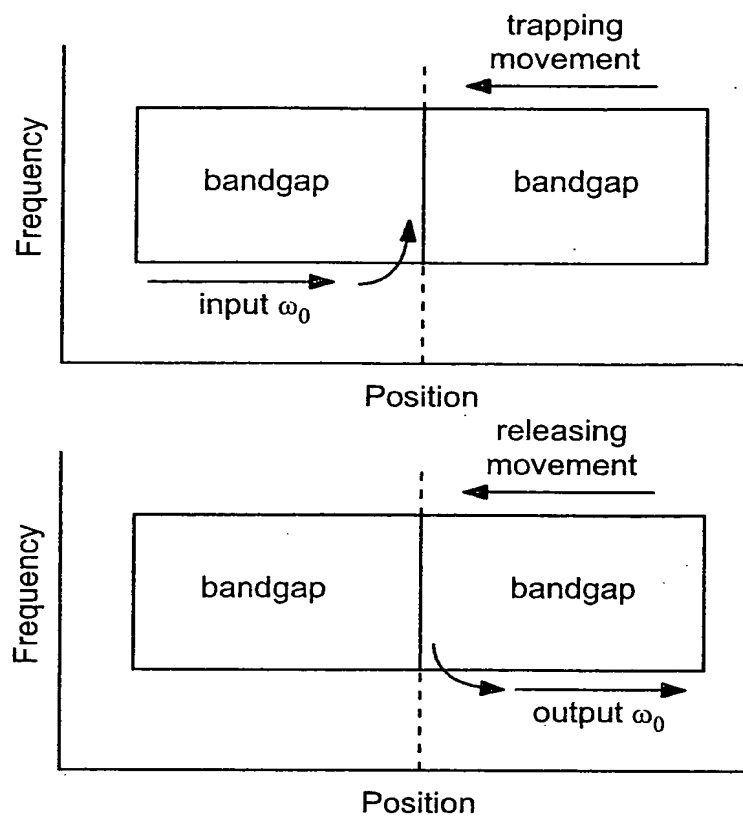 trapping
movement
Frequency
bandgap
bandgap
input ω₀
Position
releasing
movement
Frequency
bandgap
bandgap
output ω₀
Position